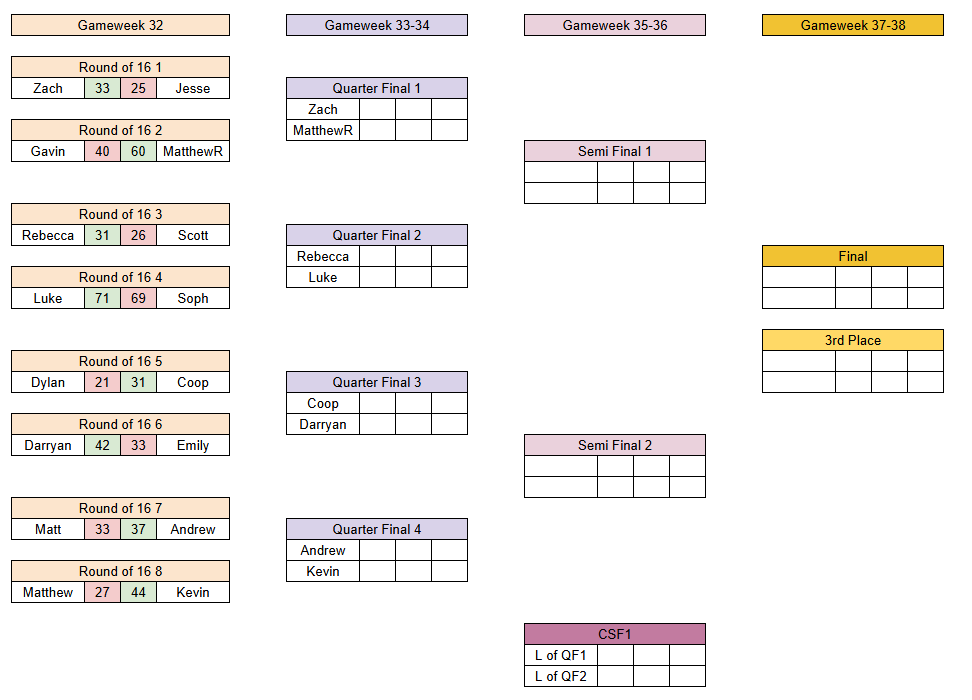 Gameweek 32
Round of 16 1
Zach 33 25 Jesse
Round of 16 2
Gavin 40 60 MatthewR
Round of 16 3
Rebecca 31 26 Scott
Round of 16 4
Luke 71 69 Soph
Round of 16 5
Dylan 21 31 Coop
Round of 16 6
Darryan 42 33 Emily
Round of 16 7
Matt 33 37 Andrew
Round of 16 8
Matthew 27 44 Kevin
Gameweek 33-34
Quarter Final 1
Zach
MatthewR
Quarter Final 2
Rebecca
Luke
Quarter Final 3
Coop
Darryan
Quarter Final 4
Andrew
Kevin
Gameweek 35-36
Semi Final 1
Semi Final 2
CSF1
L of QF1
L of QF2
Gameweek 37-38
Final
3rd Place